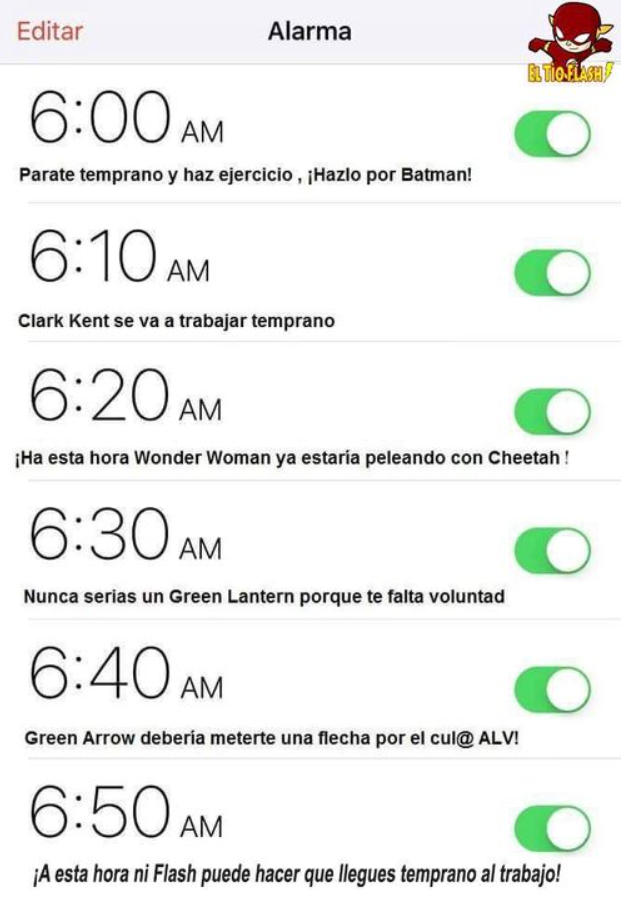 Editar
Alarma
EL TIO FLASH
6:00 AM
Parate temprano y haz ejercicio , ¡Hazlo por Batman!
6:10 AM
Clark Kent se va a trabajar temprano
6:20 AM
¡Ha esta hora Wonder Woman ya estaría peleando con Cheetah !
6:30 AM
Nunca serias un Green Lantern porque te falta voluntad
6:40 AM
Green Arrow debería meterte una flecha por el cul@ ALV!
6:50 AM
¡A esta hora ni Flash puede hacer que llegues temprano al trabajo!